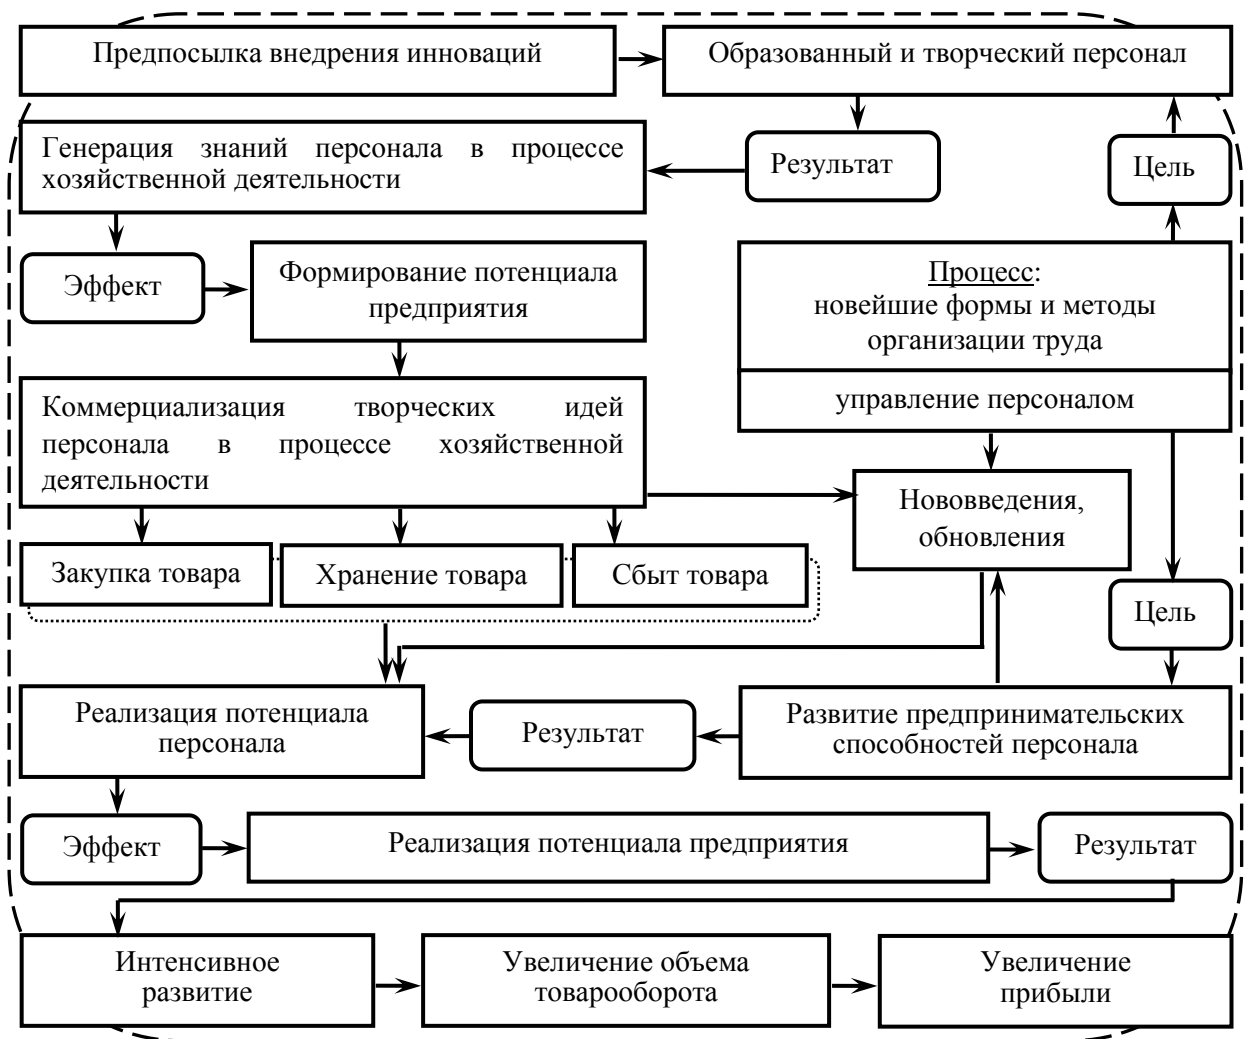 Предпосылка внедрения инноваций
Образованный и творческий персонал
Генерация знаний персонала в процессе
хозяйственной деятельности
Результат
Цель
Эффект
Формирование потенциала
предприятия
Процесс:
новейшие формы и методы
организации труда
управление персоналом
Коммерциализация творческих идей
персонала в процессе хозяйственной
деятельности
Нововведения,
обновления
Закупка товара
Хранение товара
Сбыт товара
Цель
Реализация потенциала
персонала
Результат
Развитие предпринимательских
способностей персонала
Эффект
Реализация потенциала предприятия
Результат
Интенсивное
развитие
Увеличение объема
товарооборота
Увеличение
прибыли